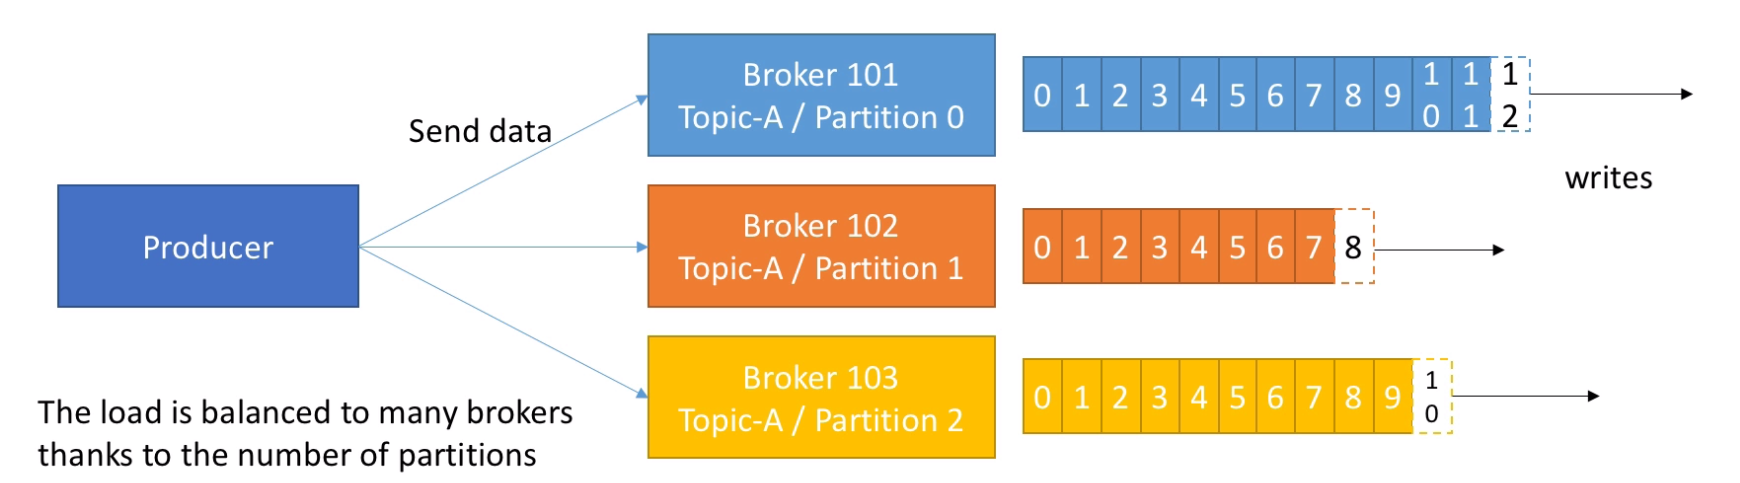 Broker 101
Topic-A / Partition 0
0 1 2 3 4 5 6 7 8 9 10 11 12
Send data
writes
Producer
Broker 102
Topic-A / Partition 1
0 1 2 3 4 5 6 7 8
Broker 103
Topic-A / Partition 2
0 1 2 3 4 5 6 7 8 9 10
The load is balanced to many brokers
thanks to the number of partitions